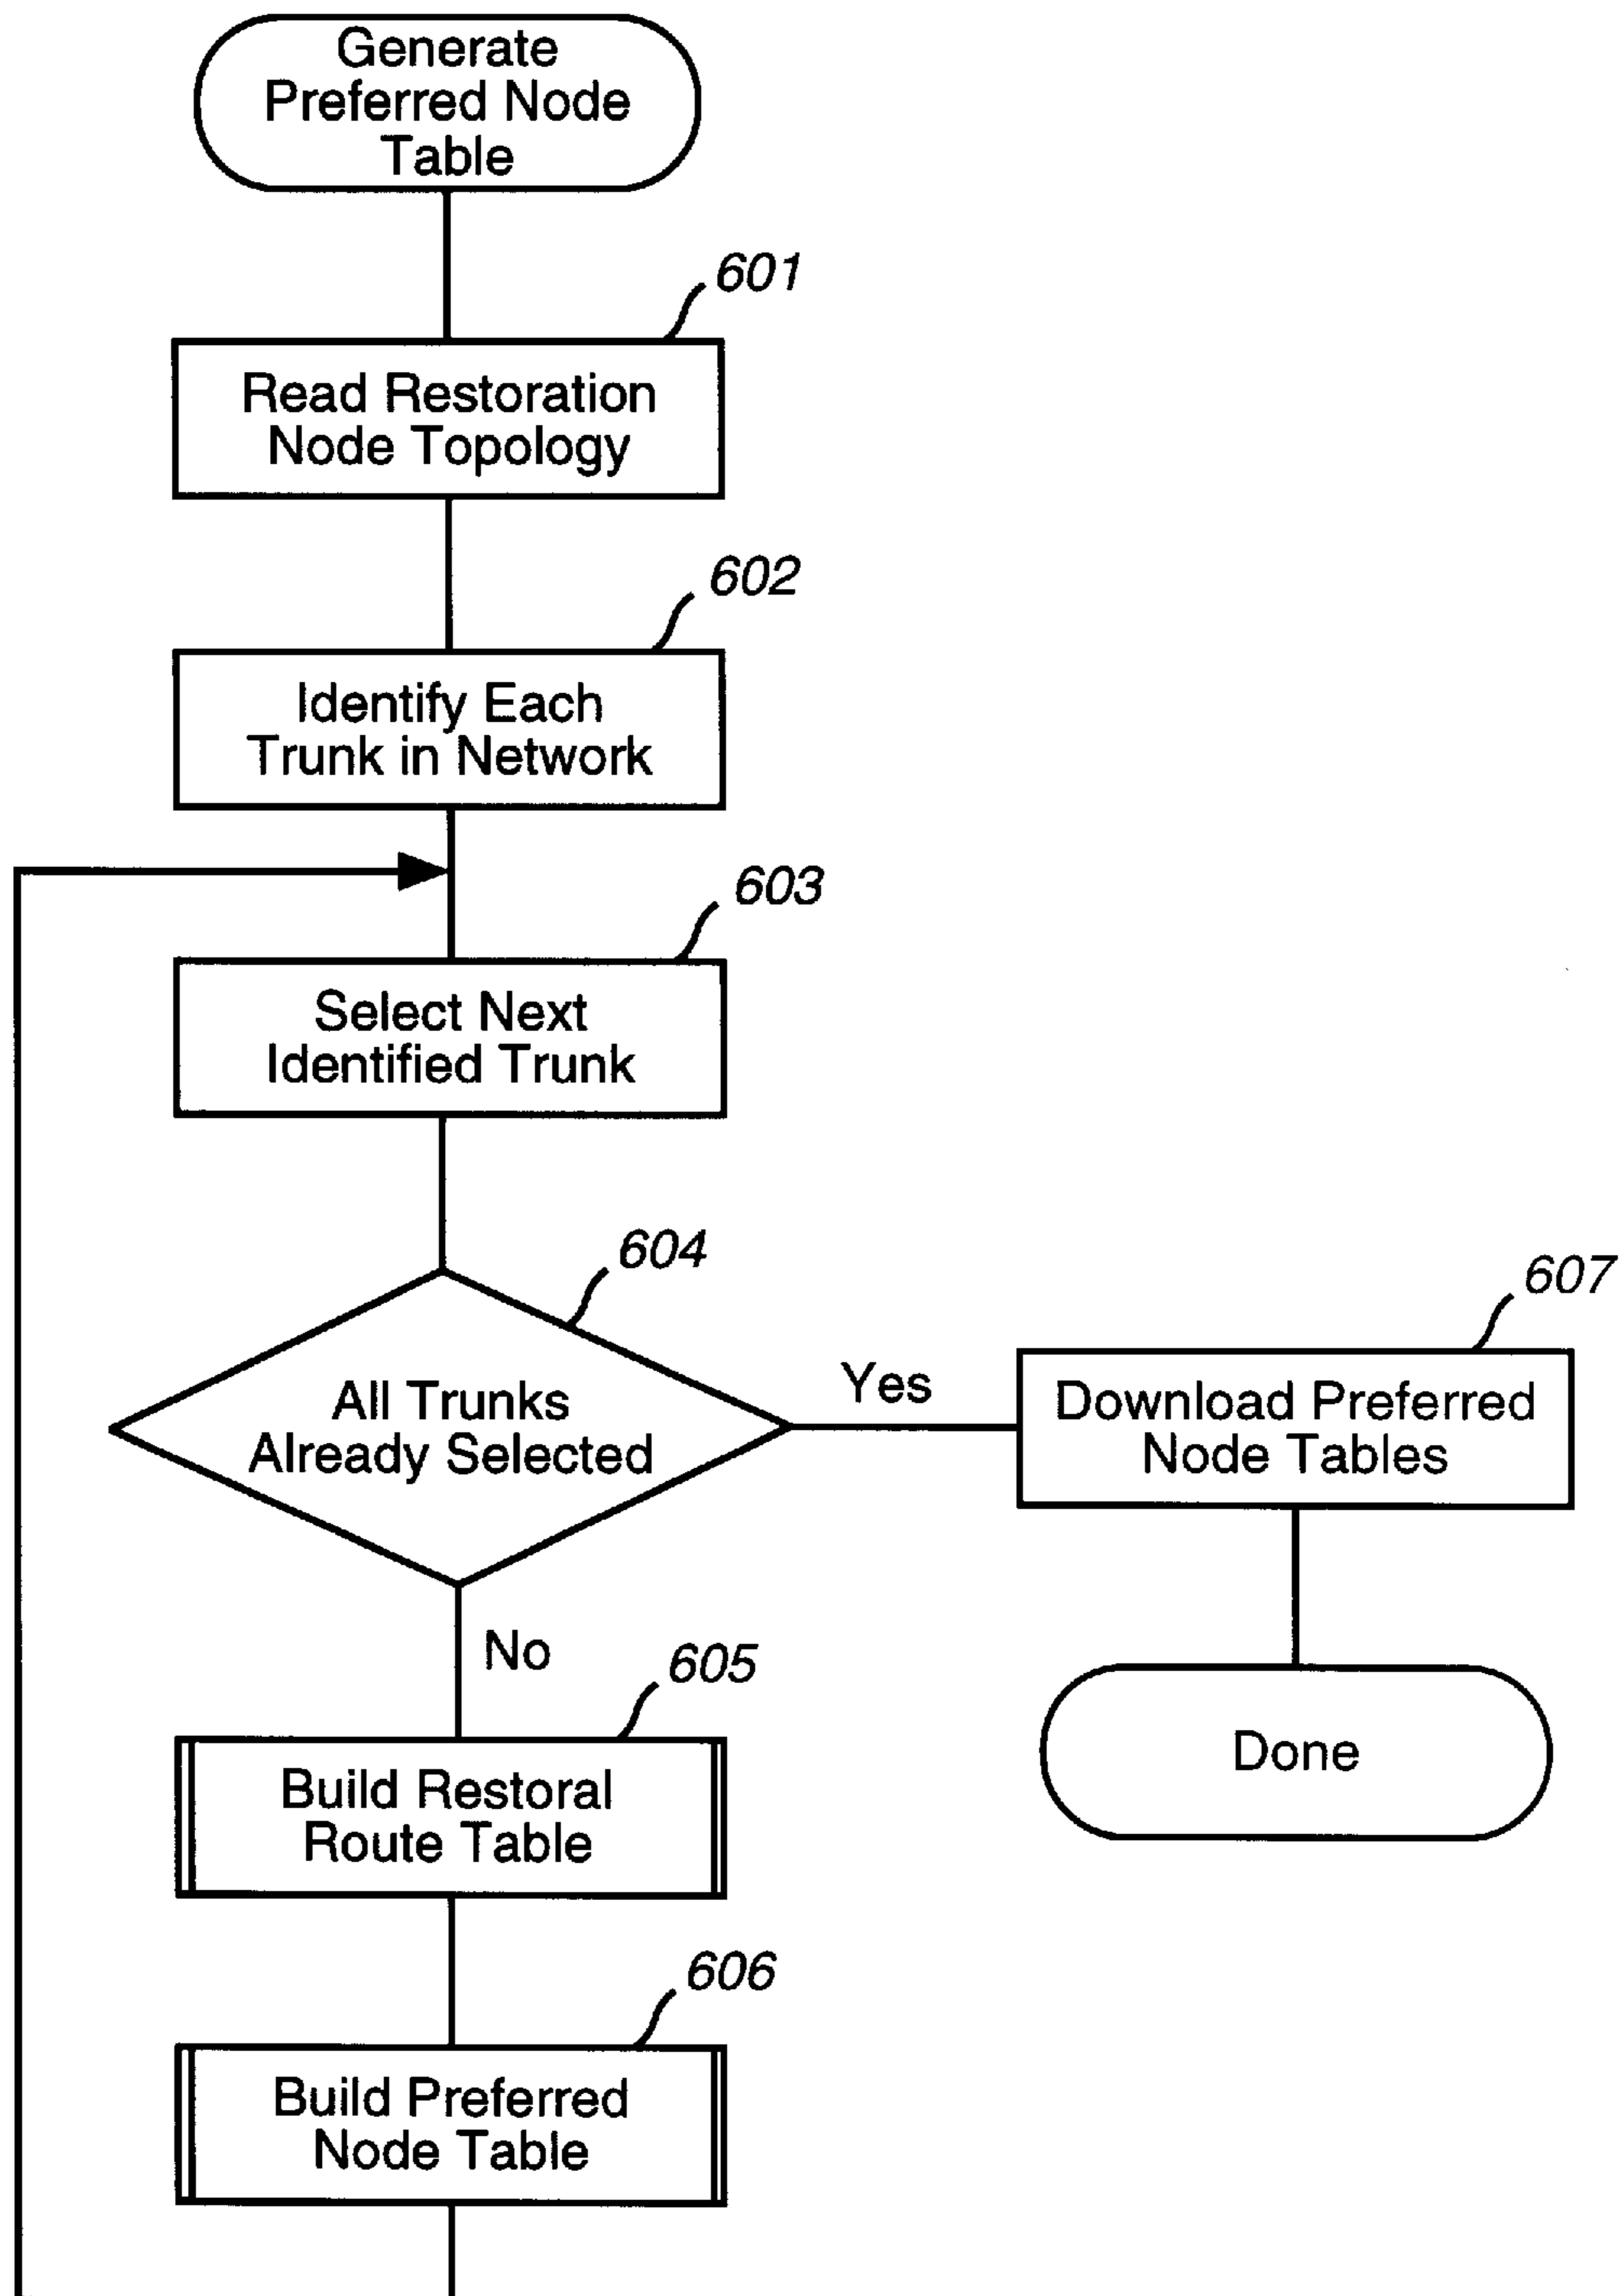 Generate
Preferred Node
Table
601
Read Restoration
Node Topology
602
Identify Each
Trunk in Network
603
Select Next
Identified Trunk
604
All Trunks
Already Selected
Yes
607
Download Preferred
Node Tables
No
605
Build Restoral
Route Table
Done
606
Build Preferred
Node Table